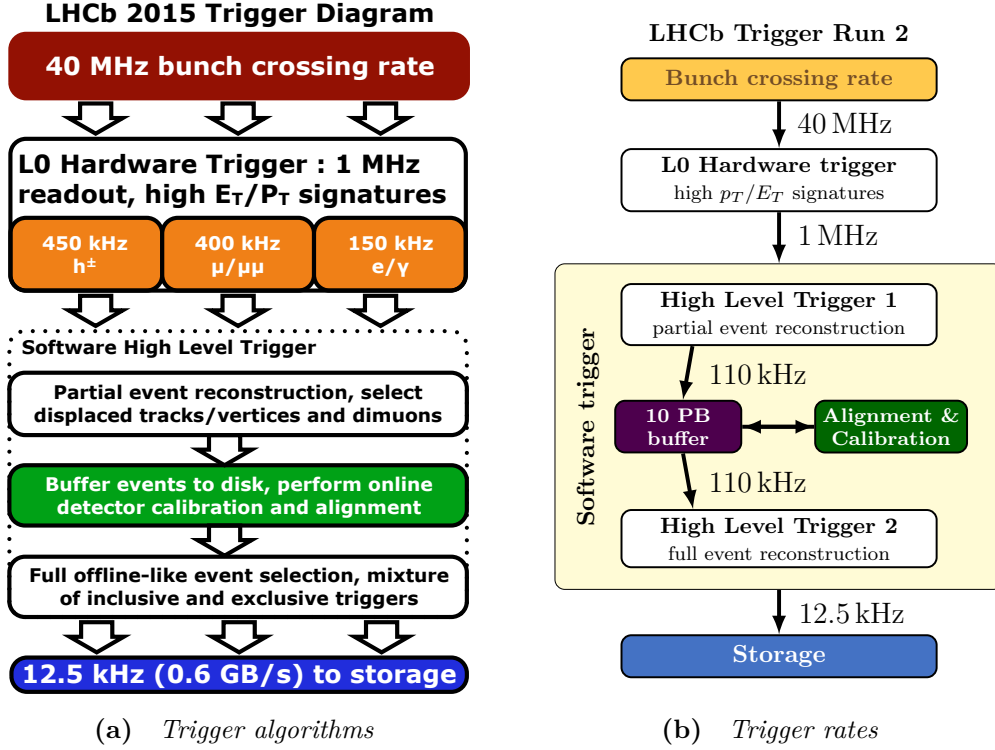 LHCb 2015 Trigger Diagram
40 MHz bunch crossing rate
L0 Hardware Trigger : 1 MHz
readout, high E_T/P_T signatures
450 kHz
h±
400 kHz
µ/µµ
150 kHz
e/γ
Software High Level Trigger
Partial event reconstruction, select
displaced tracks/vertices and dimuons
Buffer events to disk, perform online
detector calibration and alignment
Full offline-like event selection, mixture
of inclusive and exclusive triggers
12.5 kHz (0.6 GB/s) to storage
(a) Trigger algorithms
LHCb Trigger Run 2
Bunch crossing rate
40 MHz
L0 Hardware trigger
high p_T/E_T signatures
1 MHz
Software trigger
High Level Trigger 1
partial event reconstruction
110 kHz
10 PB
buffer
Alignment &
Calibration
110 kHz
High Level Trigger 2
full event reconstruction
12.5 kHz
Storage
(b) Trigger rates